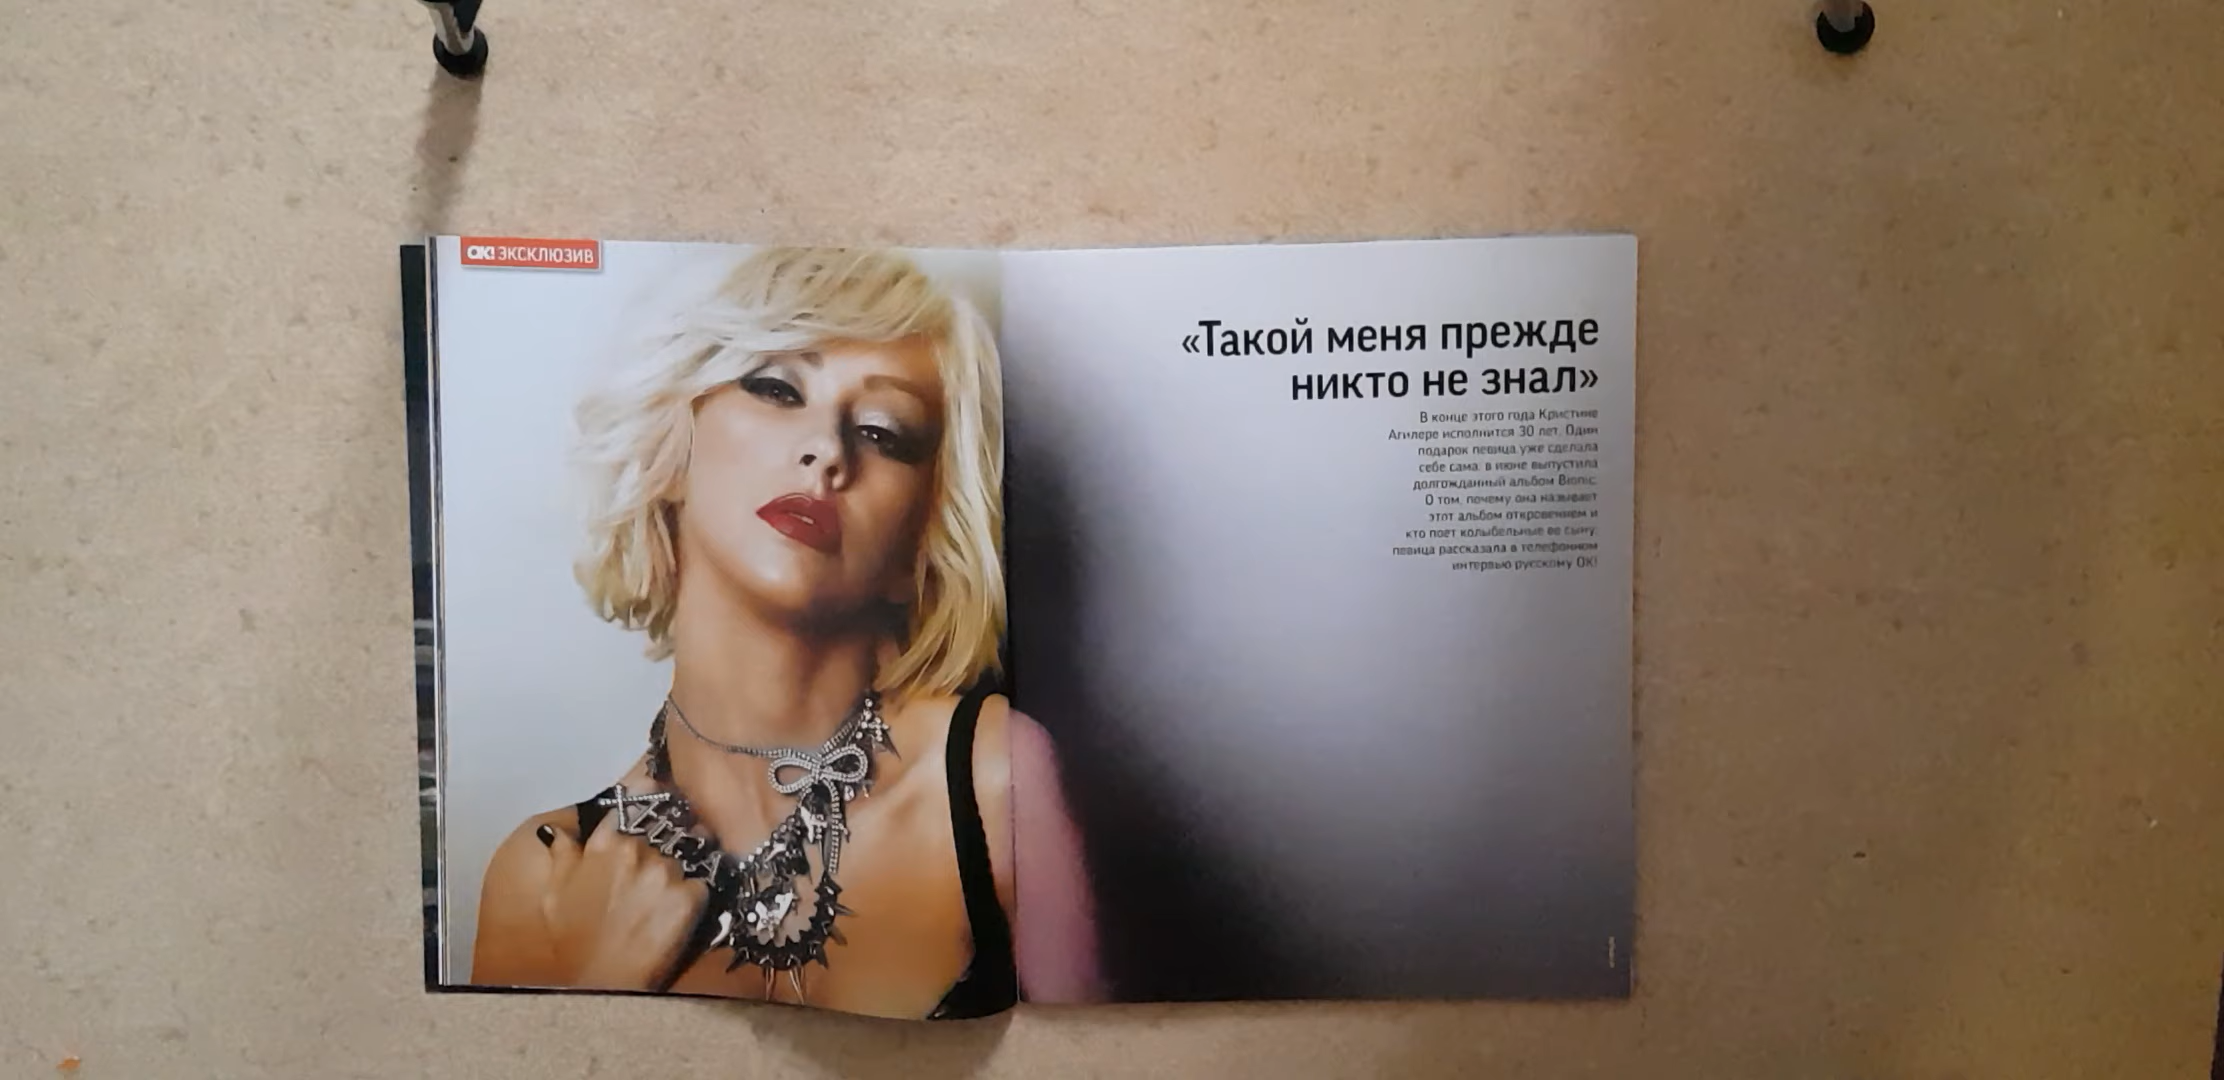 OK! ЭКСКЛЮЗИВ
«Такой меня прежде
никто не знал»
В конце этого года Кристине
Агилере исполнится 30 лет. Один
подарок певица уже сделала
себе сама: в июне выпустила
долгожданный альбом Bionic.
О том, почему она называет
этот альбом откровением и
кто поет колыбельные ее сыну,
певица рассказала в телефонном
интервью русскому OK!